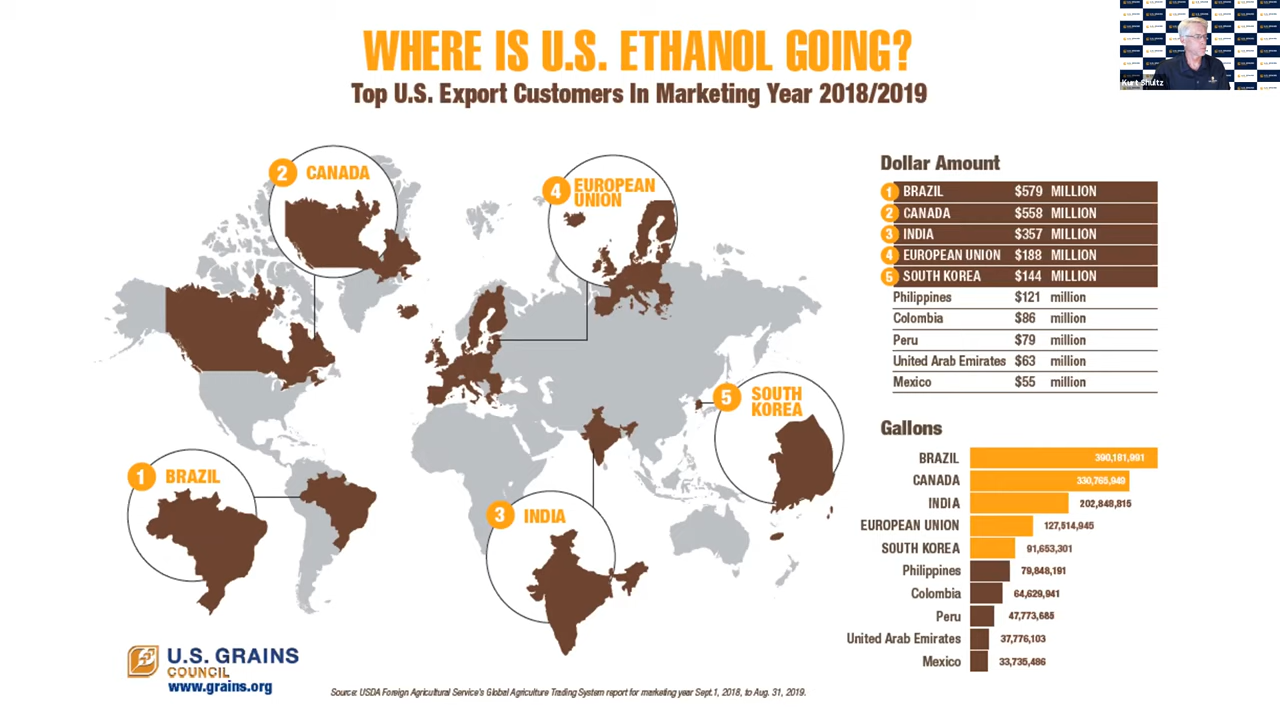 WHERE IS U.S. ETHANOL GOING?
Top U.S. Export Customers In Marketing Year 2018/2019
Kurt Shultz
2 CANADA
4 EUROPEAN
UNION
5 SOUTH
KOREA
1 BRAZIL
3 INDIA
Dollar Amount
1 BRAZIL $579 MILLION
2 CANADA $558 MILLION
3 INDIA $357 MILLION
4 EUROPEAN UNION $188 MILLION
5 SOUTH KOREA $144 MILLION
Philippines $121 million
Colombia $86 million
Peru $79 million
United Arab Emirates $63 million
Mexico $55 million
Gallons
BRAZIL 390,181,991
CANADA 330,765,949
INDIA 202,848,815
EUROPEAN UNION 127,514,945
SOUTH KOREA 91,653,301
Philippines 79,848,191
Colombia 64,629,941
Peru 47,773,685
United Arab Emirates 37,776,103
Mexico 33,735,486
U.S. GRAINS
COUNCIL
www.grains.org
Source: USDA Foreign Agricultural Service's Global Agriculture Trading System report for marketing year Sept.1, 2018, to Aug. 31, 2019.